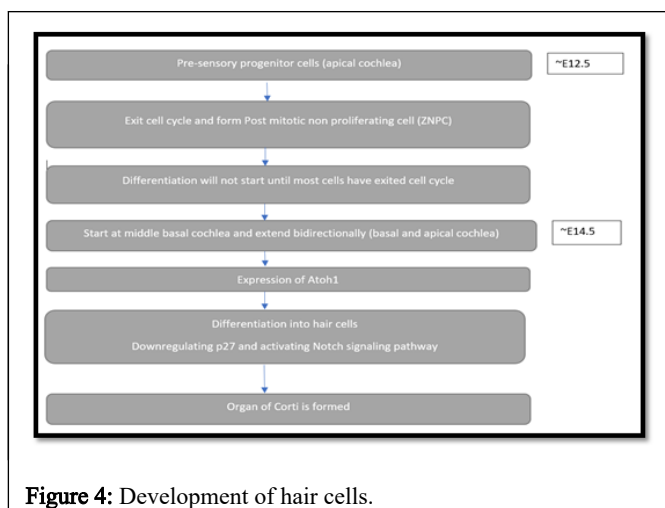 Pre-sensory progenitor cells (apical cochlea)
~E12.5
Exit cell cycle and form Post mitotic non proliferating cell (ZNPC)
Differentiation will not start until most cells have exited cell cycle
Start at middle basal cochlea and extend bidirectionally (basal and apical cochlea)
~E14.5
Expression of Atoh1
Differentiation into hair cells
Downregulating p27 and activating Notch signaling pathway
Organ of Corti is formed
Figure 4: Development of hair cells.